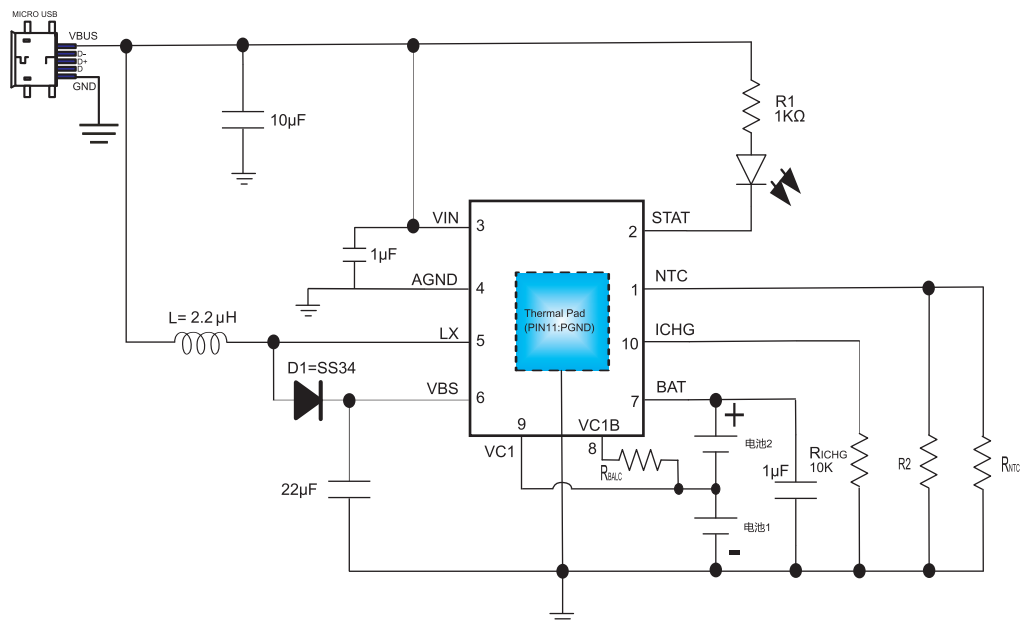 MICRO USB
VBUS
D-
D+
D
GND
10µF
R1
1KΩ
VIN
3
STAT
2
1µF
AGND
4
NTC
1
Thermal Pad
(PIN11:PGND)
L= 2.2 µH
LX
5
ICHG
10
D1=SS34
VBS
6
BAT
7
+
9
VC1
VC1B
8
RBALC
电池2
1µF
RICHG
10K
R2
RNTC
22µF
电池1
-